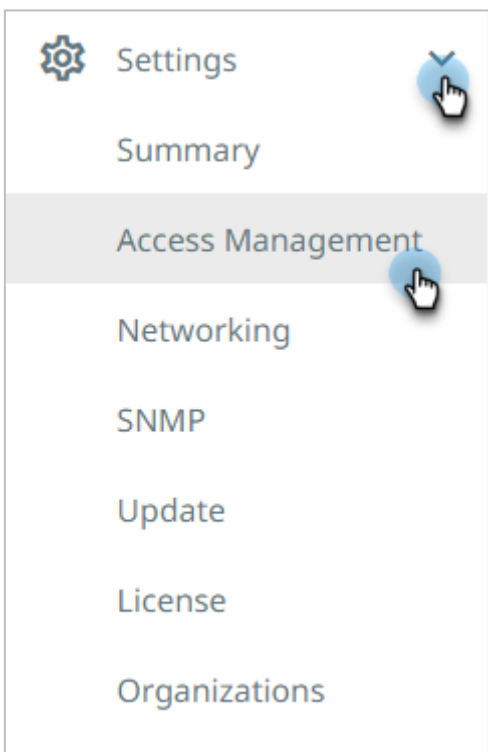 Settings
Summary
Access Management
Networking
SNMP
Update
License
Organizations